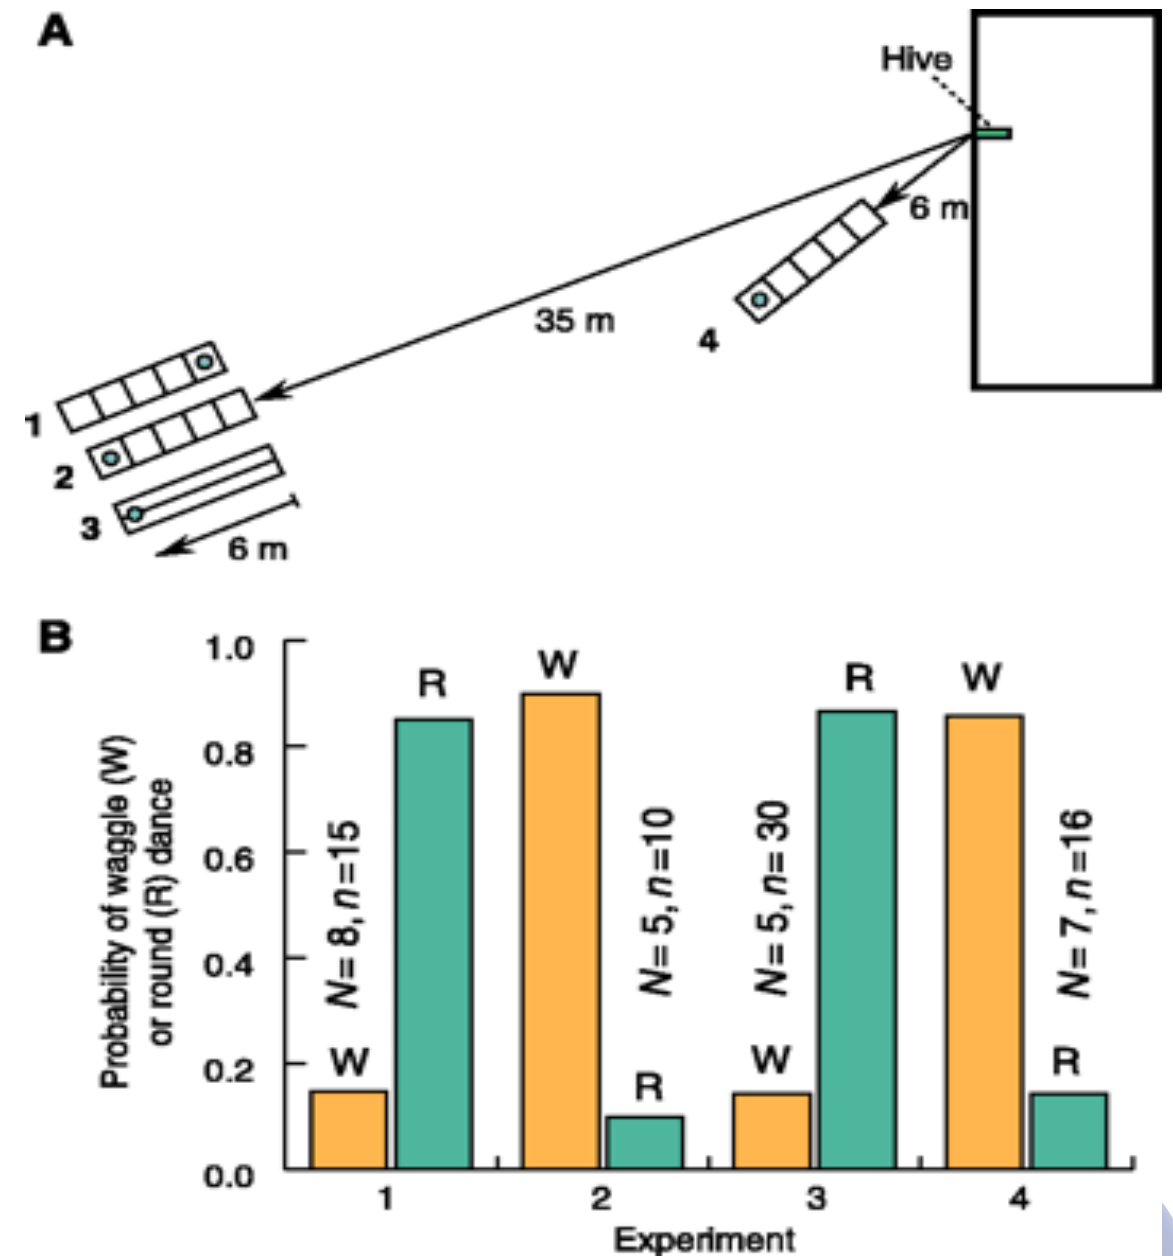 A
Hive
6 m
35 m
4
1
2
3
6 m
B
Probability of waggle (W)
or round (R) dance
1.0
0.8
0.6
0.4
0.2
0.0
W
N= 8, n=15
R
W
N= 5, n=10
R
W
N= 5, n= 30
R
W
N= 7, n=16
R
1
2
3
4
Experiment